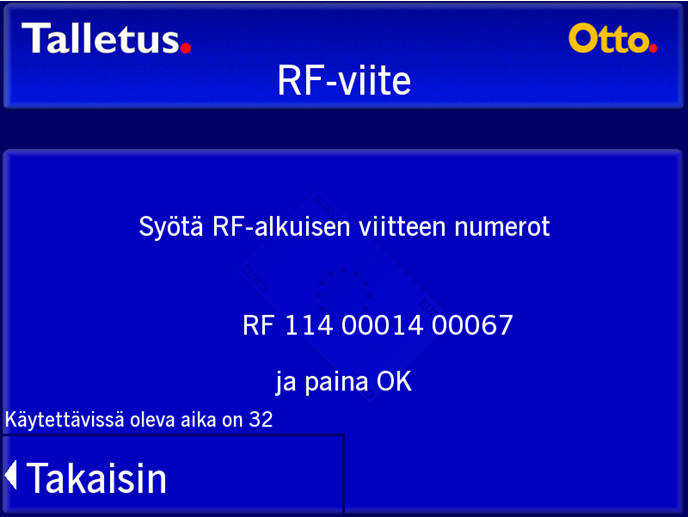 Talletus.
Otto.
RF-viite
Syötä RF-alkuisen viitteen numerot
RF 114 00014 00067
ja paina OK
Käytettävissä oleva aika on 32
Takaisin